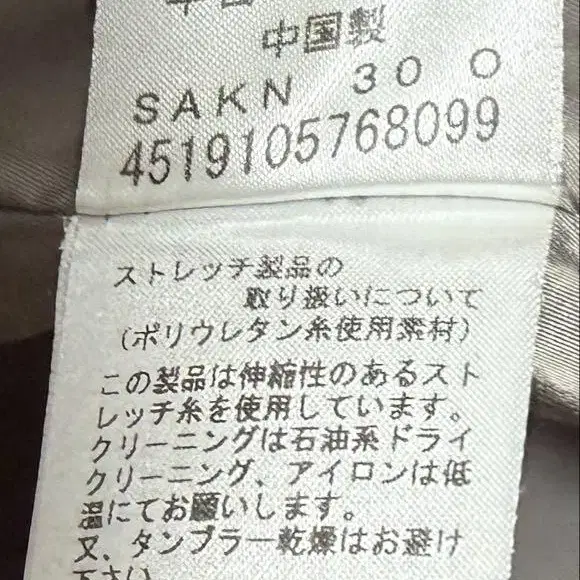 中国
中国製
SAKN 30 O
4519105768099
ストレッチ製品の
取り扱いについて
(ポリウレタン糸使用素材)
この製品は伸縮性のあるスト
レッチ糸を使用しています。
クリーニングは石油系ドライ
クリーニング、アイロンは低
温にてお願いします。
又、タンブラー乾燥はお避け
下さい